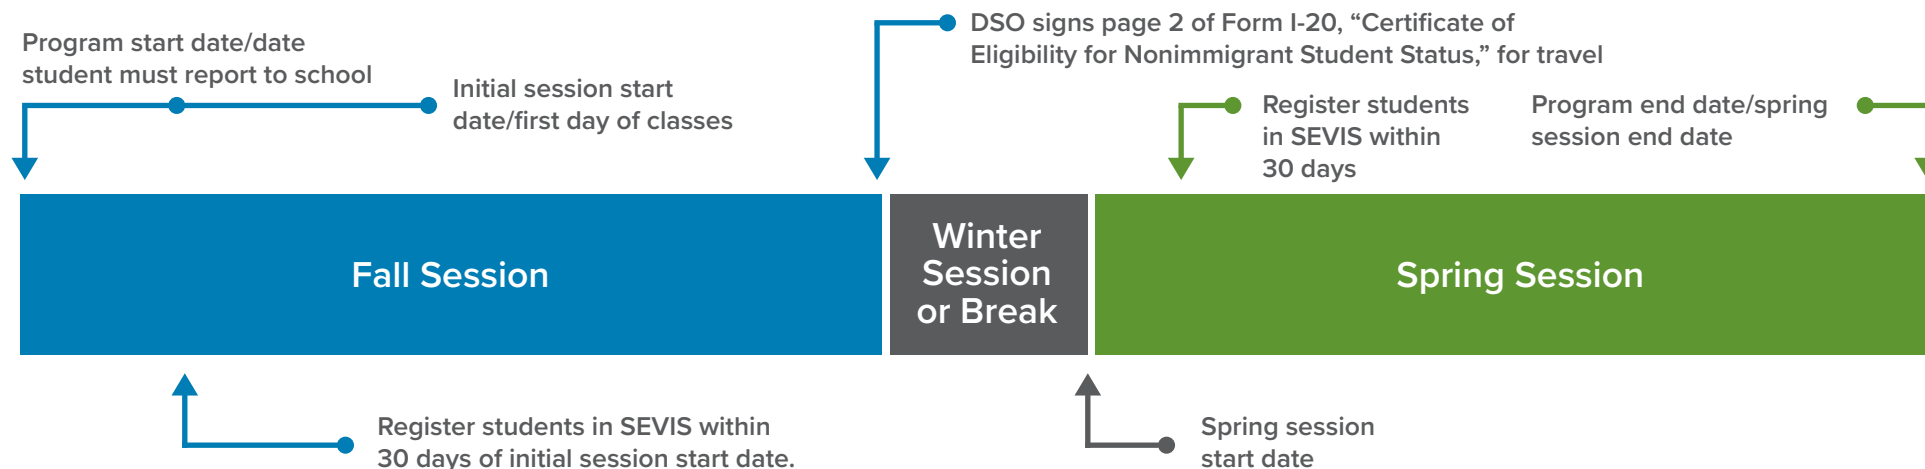 Program start date/date
student must report to school
Initial session start
date/first day of classes
DSO signs page 2 of Form I-20, “Certificate of
Eligibility for Nonimmigrant Student Status,” for travel
Register students
in SEVIS within
30 days
Program end date/spring
session end date
Fall Session
Winter
Session
or Break
Spring Session
Register students in SEVIS within
30 days of initial session start date.
Spring session
start date